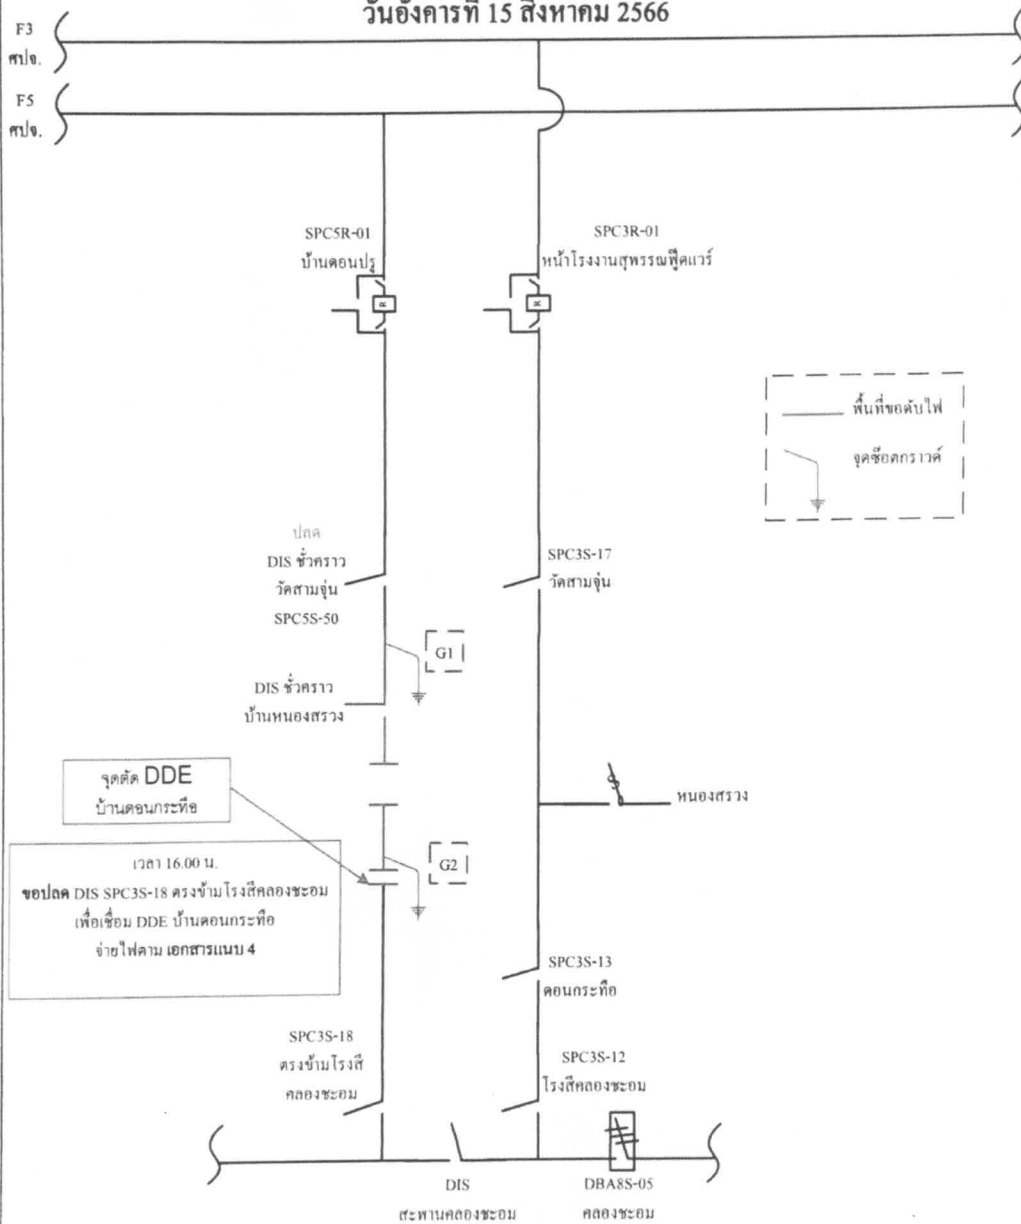 วันอังคารที่ 15 สิงหาคม 2566
F3
ศปจ.
F5
ศปจ.
SPC5R-01
บ้านดอนปรู
R
SPC3R-01
หน้าโรงงานสุพรรณฟู๊ดแวร์
R
พื้นที่ขอดับไฟ
จุดช๊อตกราวด์
ปลด
DIS ชั่วคราว
วัดสามจุ่น
SPC5S-50
SPC3S-17
วัดสามจุ่น
G1
DIS ชั่วคราว
บ้านหนองสรวง
จุดตัด DDE
บ้านดอนกระทือ
หนองสรวง
G2
เวลา 16.00 น.
ขอปลด DIS SPC3S-18 ตรงข้ามโรงสีคลองชะอม
เพื่อเชื่อม DDE บ้านดอนกระทือ
จ่ายไฟตาม เอกสารแนบ 4
SPC3S-13
ดอนกระทือ
SPC3S-18
ตรงข้ามโรงสี
คลองชะอม
SPC3S-12
โรงสีคลองชะอม
DIS
สะพานคลองชะอม
DBA8S-05
คลองชะอม